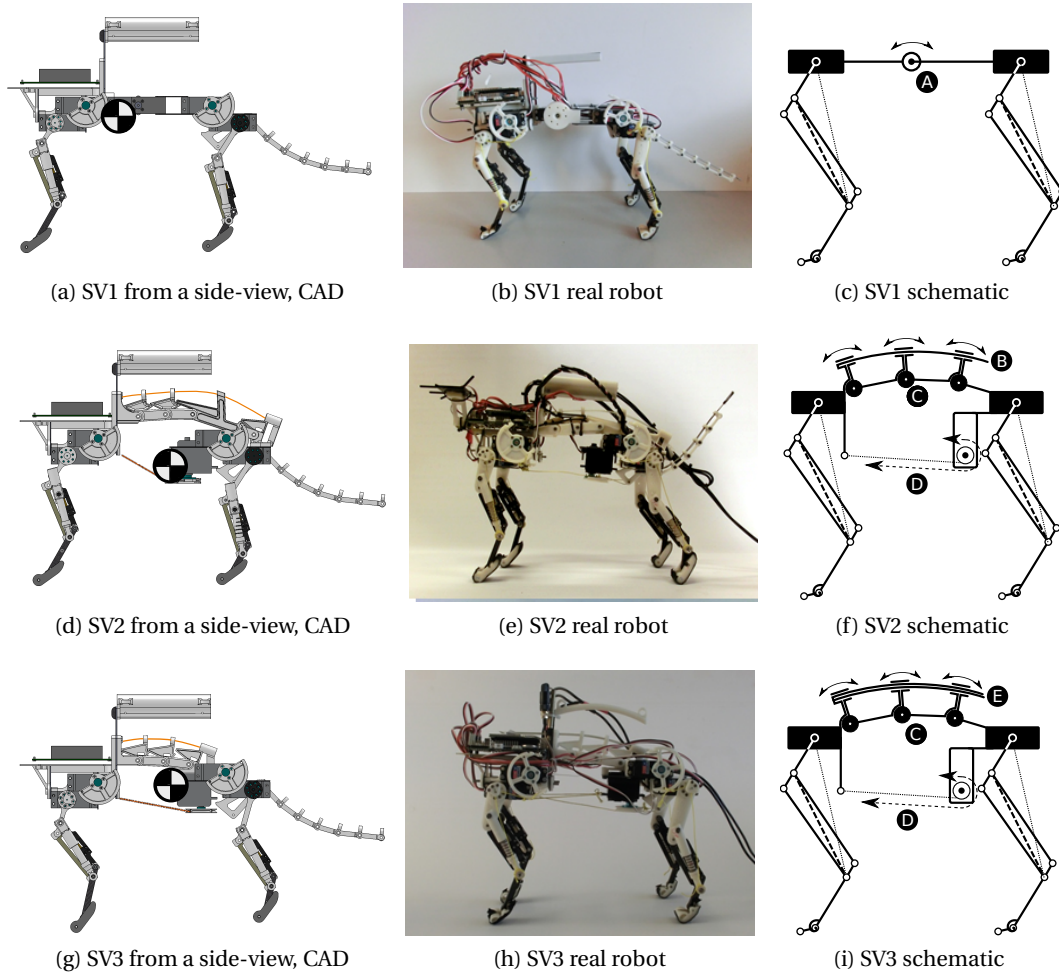 A
(a) SV1 from a side-view, CAD
(b) SV1 real robot
(c) SV1 schematic
B
C
D
(d) SV2 from a side-view, CAD
(e) SV2 real robot
(f) SV2 schematic
E
C
D
(g) SV3 from a side-view, CAD
(h) SV3 real robot
(i) SV3 schematic